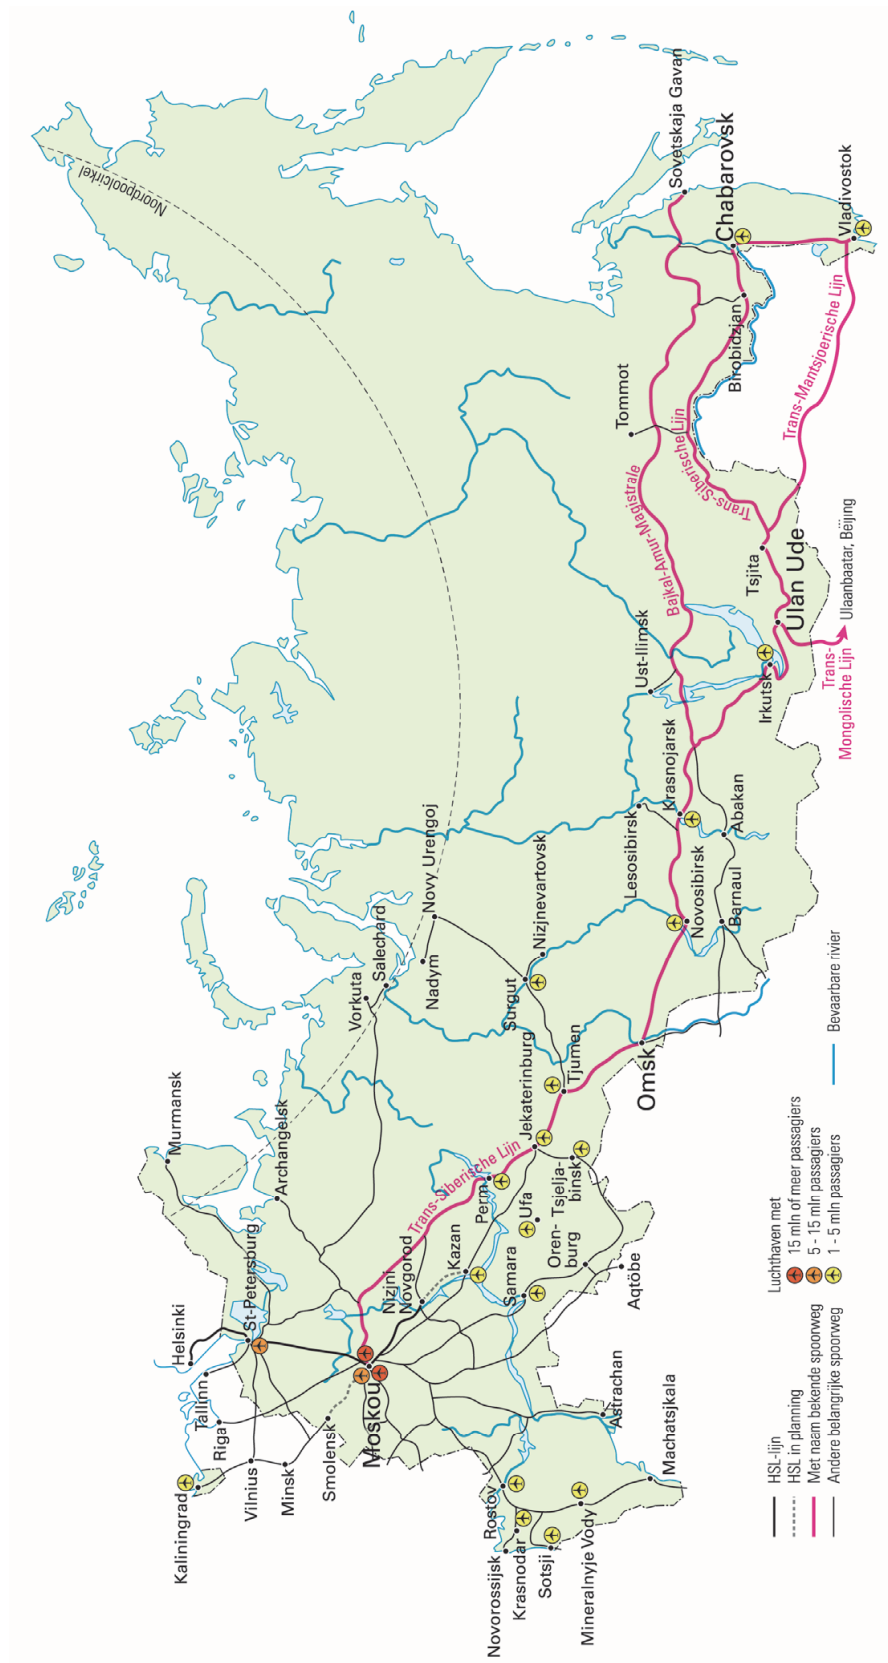 Noordpoolcirkel
Murmansk
Archangelsk
Vorkuta
Salechard
Novy Urengoj
Nadym
Nizjnevartovsk
Surgut
Helsinki
Tallinn
Riga
Vilnius
Minsk
Smolensk
Kaliningrad
St-Petersburg
Moskou
Nizjni
Novgorod
Kazan
Trans-Siberische Lijn
Perm
Ufa
Jekaterinburg
Tjumen
Tsjelja-
binsk
Samara
Oren-
burg
Aqtöbe
Astrachan
Machatsjkala
Rostov
Novorossijsk
Krasnodar
Sotsji
Mineralnyje Vody
Omsk
Novosibirsk
Barnaul
Lesosibirsk
Krasnojarsk
Abakan
Ust-Ilimsk
Irkutsk
Ulan Ude
Tsjita
Bajkal-Amur-Magistrale
Trans-Siberische Lijn
Tommot
Birobidzjan
Chabarovsk
Sovetskaja Gavan
Vladivostok
Trans-Mantsjoerische Lijn
Trans-
Mongolische Lijn
Ulaanbaatar, Beijing
HSL-lijn
HSL in planning
Met naam bekende spoorweg
Andere belangrijke spoorweg
Luchthaven met
15 mln of meer passagiers
5 - 15 mln passagiers
1 - 5 mln passagiers
Bevaarbare rivier